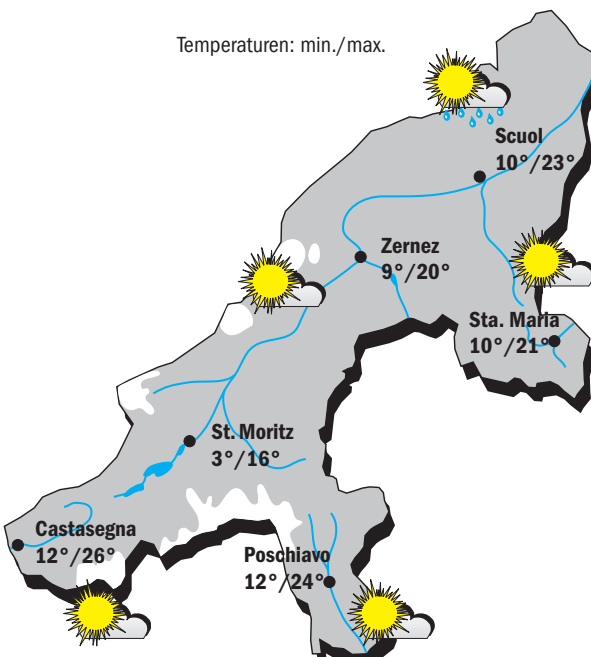 Temperaturen: min./max.
Scuol
10°/23°
Zernez
9°/20°
Sta. Maria
10°/21°
St. Moritz
3°/16°
Castasegna
12°/26°
Poschiavo
12°/24°